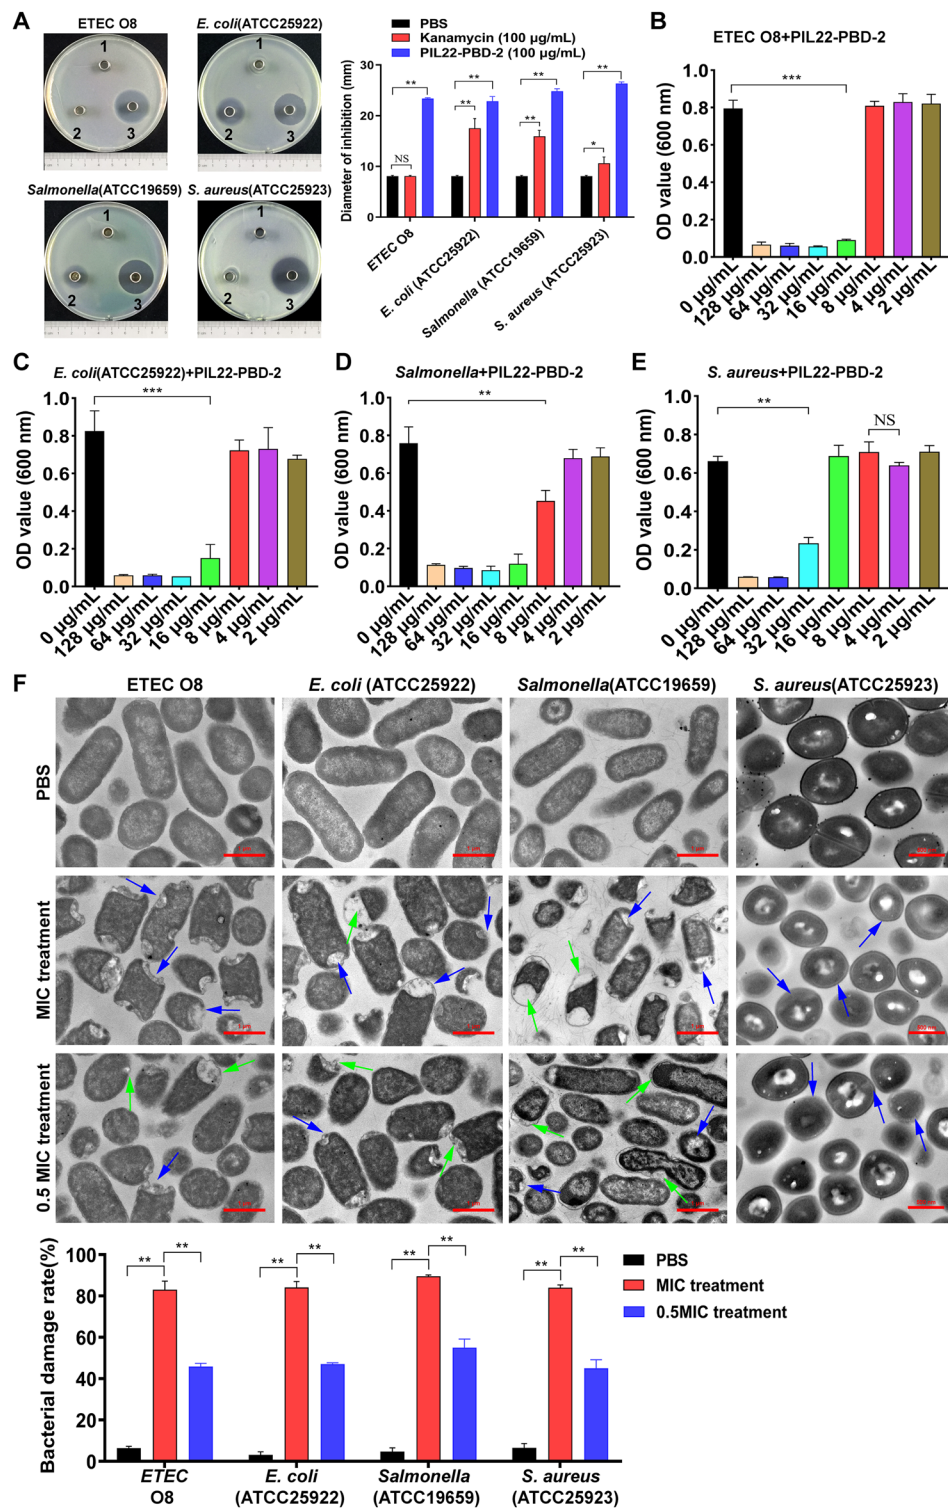 A
ETEC O8
E. coli(ATCC25922)
1
2
3
1
2
3
Salmonella(ATCC19659)
S. aureus(ATCC25923)
1
2
3
1
2
3
PBS
Kanamycin (100 μg/mL)
PIL22-PBD-2 (100 μg/mL)
Diameter of inhibition (mm)
30
20
10
0
NS
**
**
**
**
**
*
**
ETEC O8
E. coli (ATCC25922)
Salmonella (ATCC19659)
S. aureus (ATCC25923)
B
ETEC O8+PIL22-PBD-2
OD value (600 nm)
1.0
0.8
0.6
0.4
0.2
0.0
***
0 μg/mL
128 μg/mL
64 μg/mL
32 μg/mL
16 μg/mL
8 μg/mL
4 μg/mL
2 μg/mL
C
E. coli(ATCC25922)+PIL22-PBD-2
OD value (600 nm)
1.0
0.8
0.6
0.4
0.2
0.0
***
0 μg/mL
128 μg/mL
64 μg/mL
32 μg/mL
16 μg/mL
8 μg/mL
4 μg/mL
2 μg/mL
D
Salmonella+PIL22-PBD-2
OD value (600 nm)
1.0
0.8
0.6
0.4
0.2
0.0
**
0 μg/mL
128 μg/mL
64 μg/mL
32 μg/mL
16 μg/mL
8 μg/mL
4 μg/mL
2 μg/mL
E
S. aureus+PIL22-PBD-2
OD value (600 nm)
1.0
0.8
0.6
0.4
0.2
0.0
**
NS
0 μg/mL
128 μg/mL
64 μg/mL
32 μg/mL
16 μg/mL
8 μg/mL
4 μg/mL
2 μg/mL
F
ETEC O8
E. coli (ATCC25922)
Salmonella(ATCC19659)
S. aureus(ATCC25923)
PBS
MIC treatment
0.5 MIC treatment
Bacterial damage rate(%)
100
80
60
40
20
0
**
**
**
**
**
**
**
**
PBS
MIC treatment
0.5MIC treatment
ETEC
O8
E. coli
(ATCC25922)
Salmonella
(ATCC19659)
S. aureus
(ATCC25923)